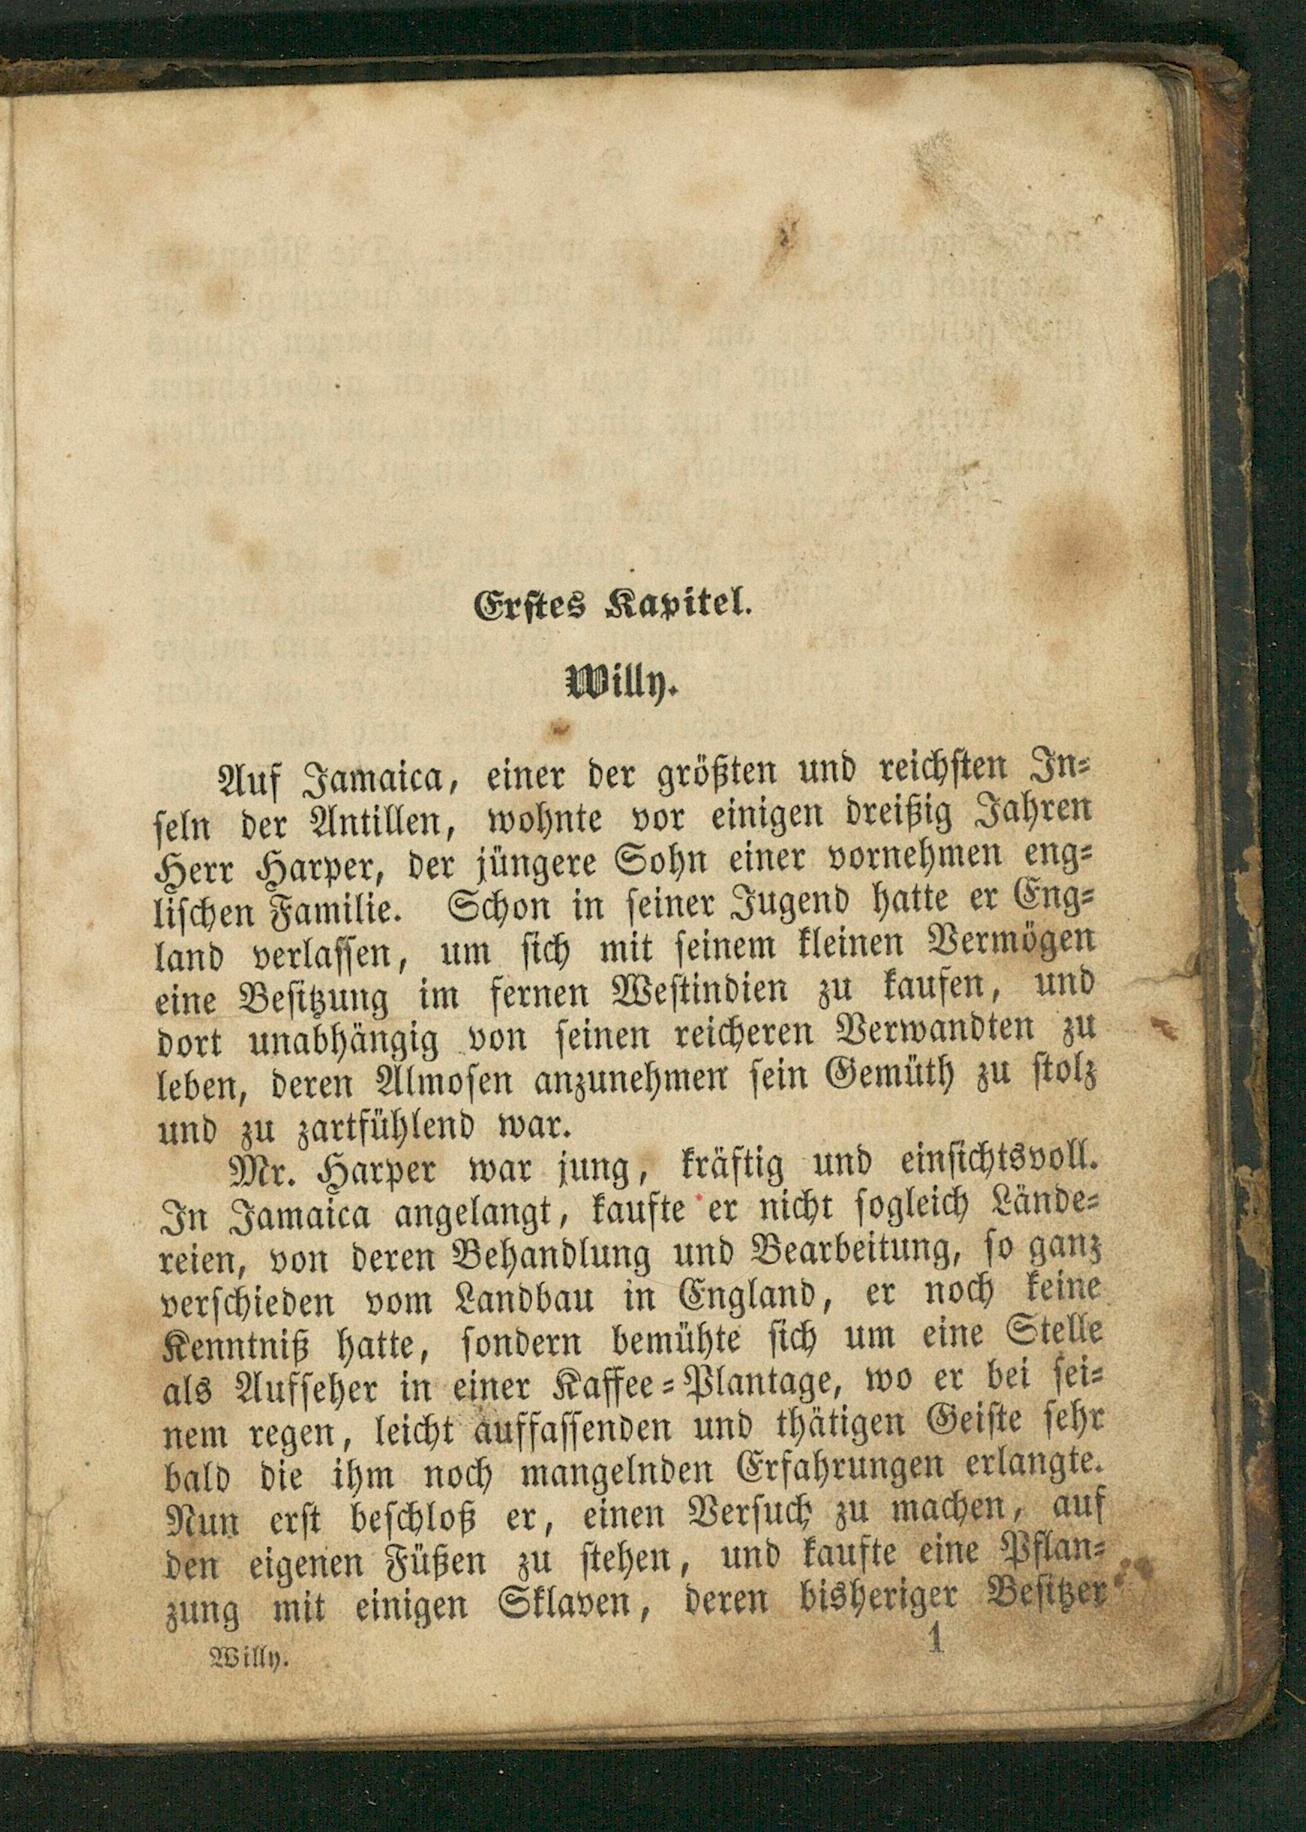 Erstes Kapitel.
Willy.
Auf Jamaica, einer der größten und reichsten In-
seln der Antillen, wohnte vor einigen dreißig Jahren
Herr Harper, der jüngere Sohn einer vornehmen eng-
lischen Familie. Schon in seiner Jugend hatte er Eng-
land verlassen, um sich mit seinem kleinen Vermögen
eine Besitzung im fernen Westindien zu kaufen, und
dort unabhängig von seinen reicheren Verwandten zu
leben, deren Almosen anzunehmen sein Gemüth zu stolz
und zu zartfühlend war.
Mr. Harper war jung, kräftig und einsichtsvoll.
In Jamaica angelangt, kaufte er nicht sogleich Lände-
reien, von deren Behandlung und Bearbeitung, so ganz
verschieden vom Landbau in England, er noch keine
Kenntniß hatte, sondern bemühte sich um eine Stelle
als Aufseher in einer Kaffee-Plantage, wo er bei sei-
nem regen, leicht auffassenden und thätigen Geiste sehr
bald die ihm noch mangelnden Erfahrungen erlangte.
Nun erst beschloß er, einen Versuch zu machen, auf
den eigenen Füßen zu stehen, und kaufte eine Pflan-
zung mit einigen Sklaven, deren bisheriger Besitzer
Willy. 1